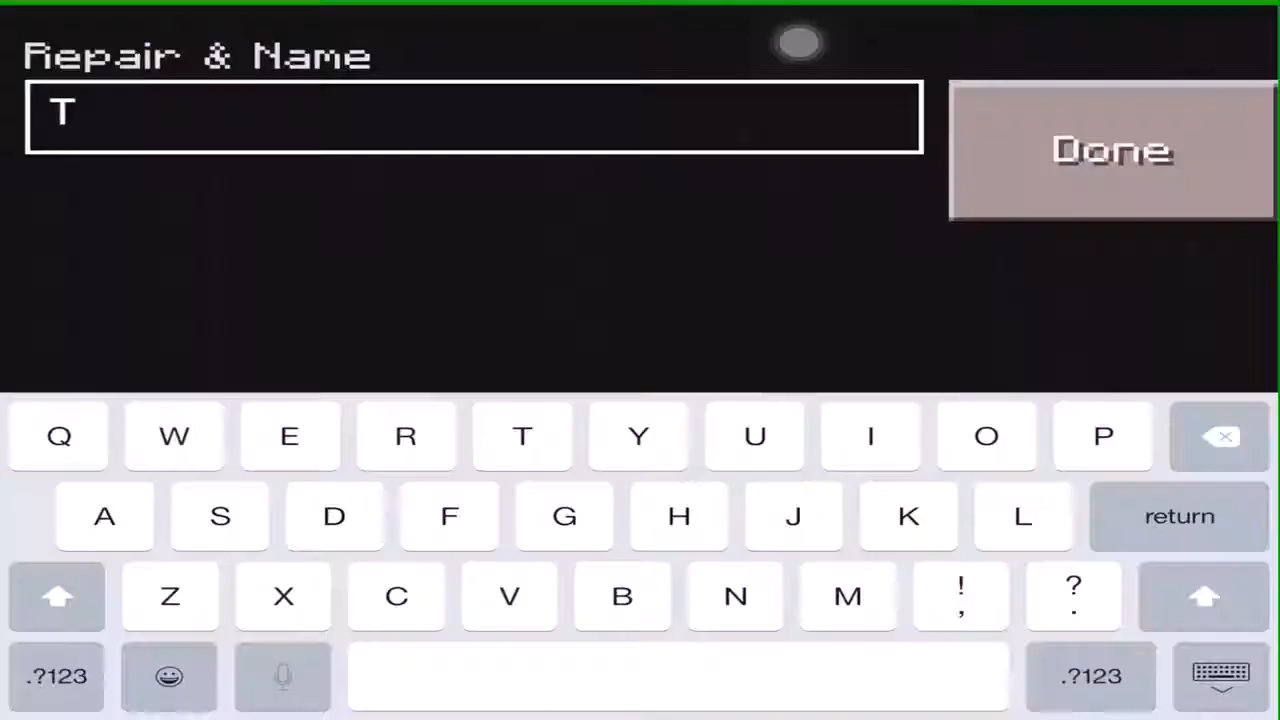 Repair & Name
T
Done
Q W E R T Y U I O P
A S D F G H J K L return
Z X C V B N M ! , ? .
.?123 .?123